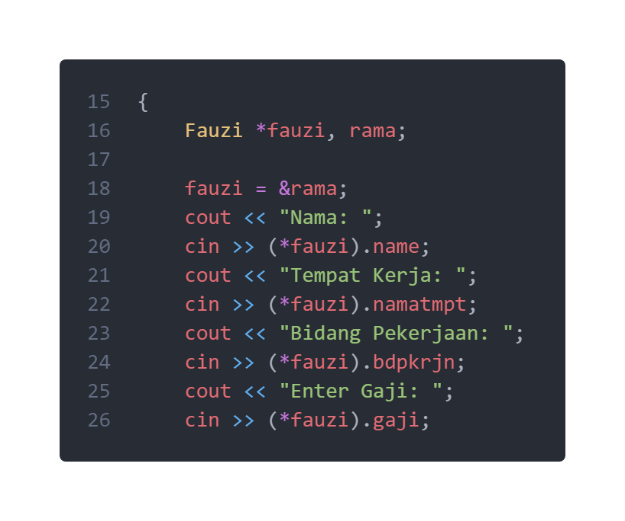 15 {
16     Fauzi *fauzi, rama;
17
18     fauzi = &rama;
19     cout << "Nama: ";
20     cin >> (*fauzi).name;
21     cout << "Tempat Kerja: ";
22     cin >> (*fauzi).namatmpt;
23     cout << "Bidang Pekerjaan: ";
24     cin >> (*fauzi).bdpkrjn;
25     cout << "Enter Gaji: ";
26     cin >> (*fauzi).gaji;